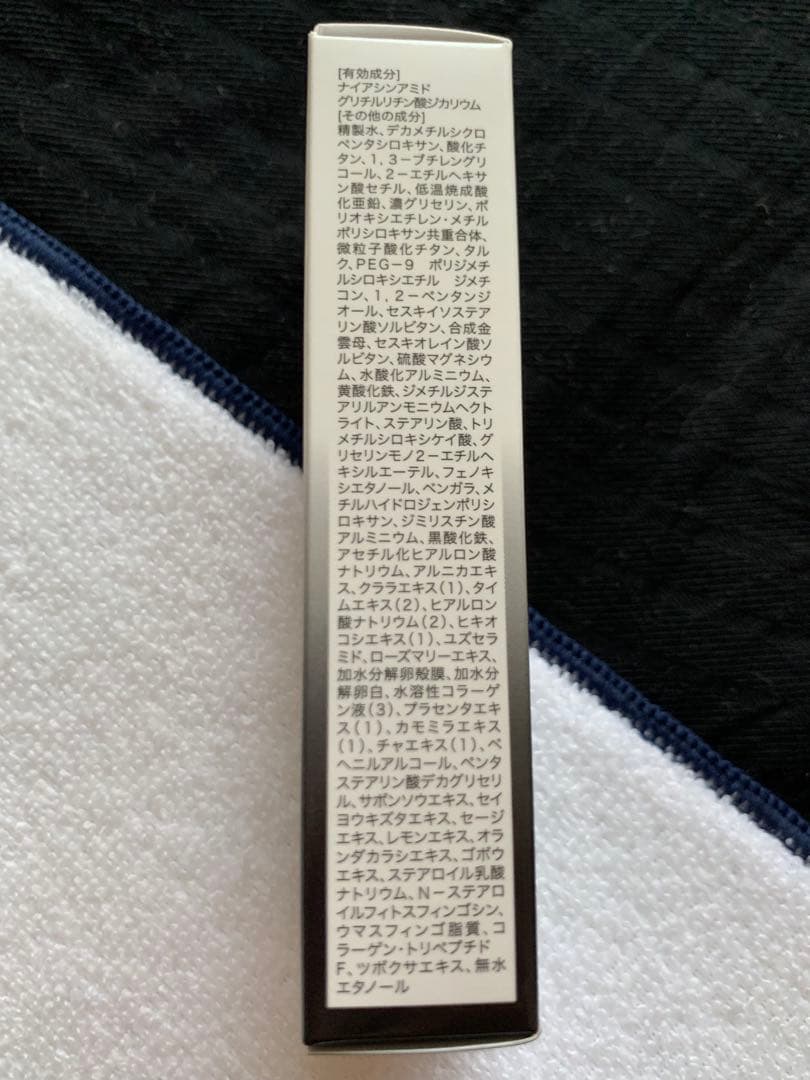 [有効成分]
ナイアシンアミド
グリチルリチン酸ジカリウム
[その他の成分]
精製水、デカメチルシクロ
ペンタシロキサン、酸化チ
タン、1,3−ブチレングリ
コール、2−エチルヘキサ
ン酸セチル、低温焼成酸
化亜鉛、濃グリセリン、ポ
リオキシエチレン・メチル
ポリシロキサン共重合体、
微粒子酸化チタン、タル
ク、PEG−9 ポリジメチ
ルシロキシエチル ジメチ
コン、1,2−ペンタンジ
オール、セスキイソステア
リン酸ソルビタン、合成金
雲母、セスキオレイン酸ソ
ルビタン、硫酸マグネシウ
ム、水酸化アルミニウム、
黄酸化鉄、ジメチルジステ
アリルアンモニウムヘクト
ライト、ステアリン酸、トリ
メチルシロキシケイ酸、グ
リセリンモノ2−エチルヘ
キシルエーテル、フェノキ
シエタノール、ベンガラ、メ
チルハイドロジェンポリシ
ロキサン、ジミリスチン酸
アルミニウム、黒酸化鉄、
アセチル化ヒアルロン酸
ナトリウム、アルニカエキ
ス、クララエキス(1)、タイ
ムエキス(2)、ヒアルロン
酸ナトリウム(2)、ヒキオ
コシエキス(1)、ユズセラ
ミド、ローズマリーエキス、
加水分解卵殻膜、加水分
解卵白、水溶性コラーゲ
ン液(3)、プラセンタエキ
ス(1)、カモミラエキス
(1)、チャエキス(1)、ベ
ヘニルアルコール、ペンタ
ステアリン酸デカグリセリ
ル、サボンソウエキス、セイ
ヨウキズタエキス、セージ
エキス、レモンエキス、オラ
ンダカラシエキス、ゴボウ
エキス、ステアロイル乳酸
ナトリウム、N−ステアロ
イルフィトスフィンゴシン、
ウマスフィンゴ脂質、コ
ラーゲン・トリペプチド
F、ツボクサエキス、無水
エタノール